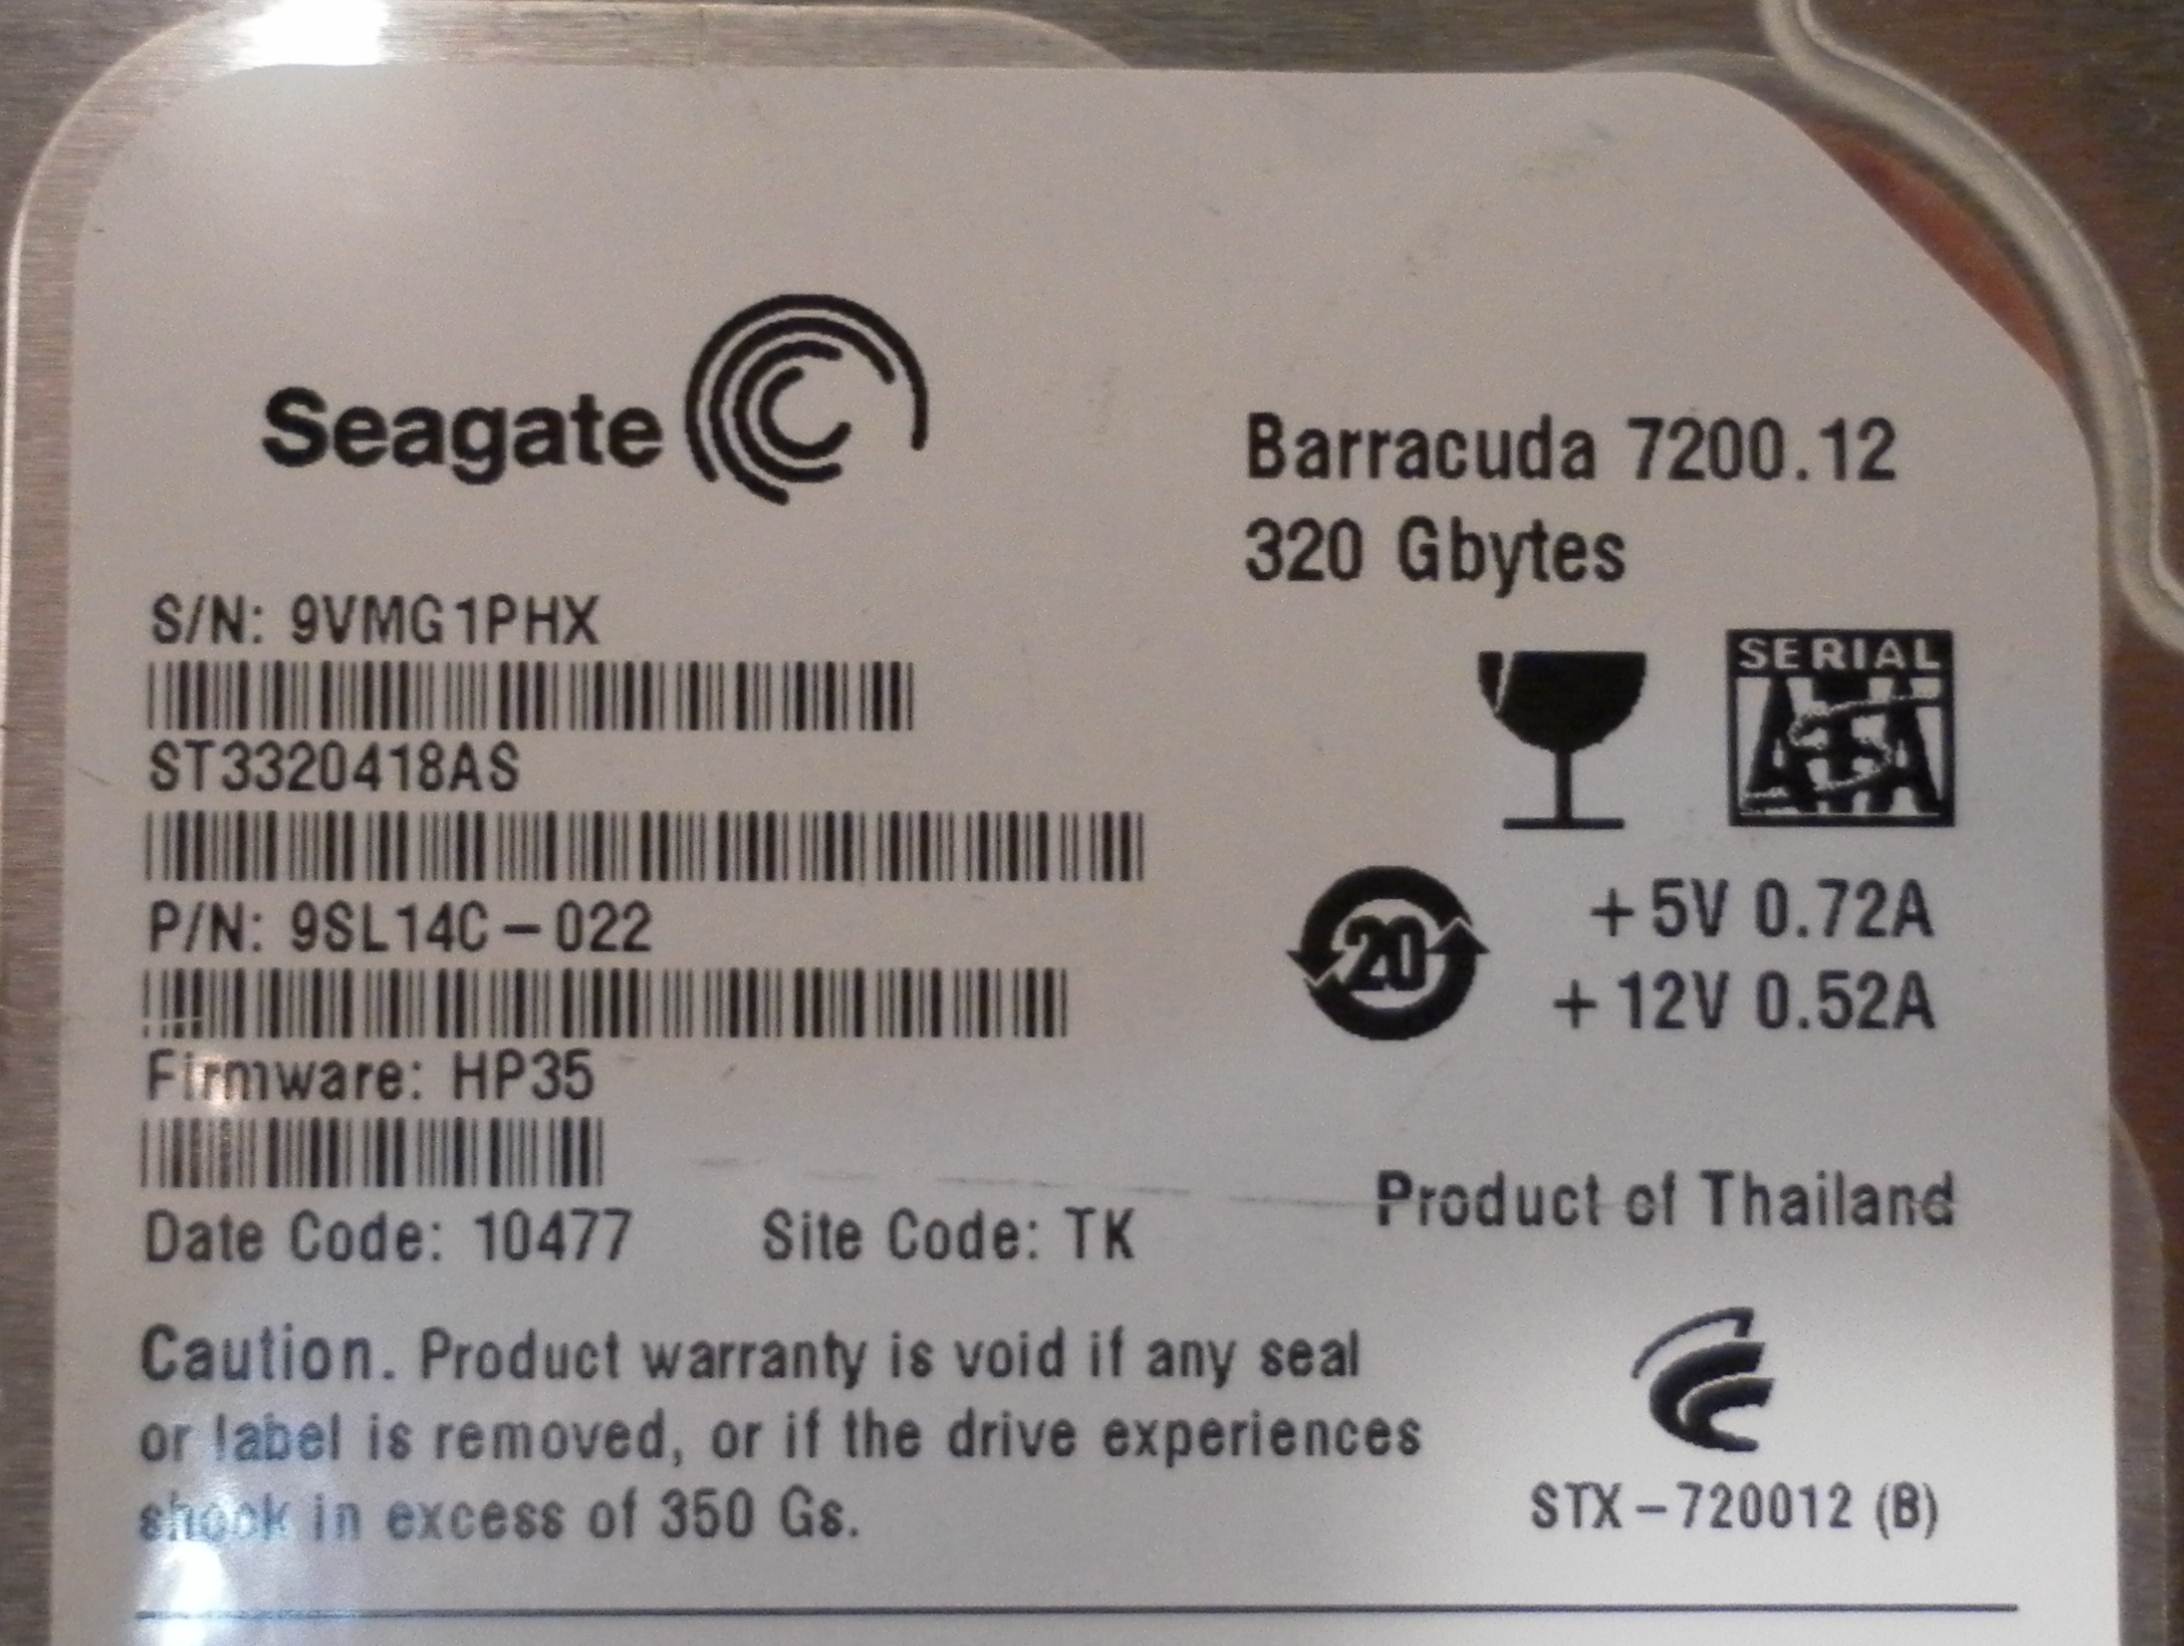 Seagate
Barracuda 7200.12
320 Gbytes
S/N: 9VMG1PHX
SERIAL
ATA
ST3320418AS
P/N: 9SL14C-022
20
+5V 0.72A
+12V 0.52A
Firmware: HP35
Date Code: 10477 Site Code: TK
Product of Thailand
Caution. Product warranty is void if any seal
or label is removed, or if the drive experiences
shock in excess of 350 Gs.
STX-720012 (B)